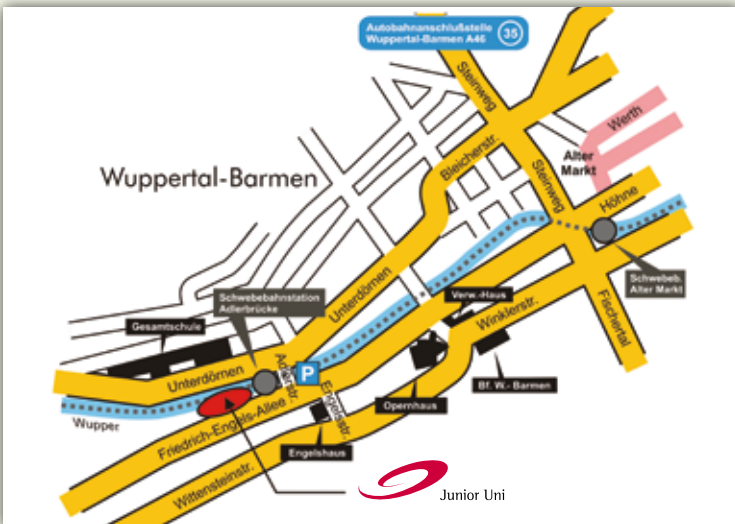 Autobahnanschlußstelle
Wuppertal-Barmen A46
35
Steinweg
Werth
Bleicherstr.
Alter
Markt
Wuppertal-Barmen
Steinweg
Höhne
Schwebeb.
Alter Markt
Unterdörnen
Schwebebahnstation
Adlerbrücke
Verw.-Haus
Fischertal
Gesamtschule
Winklerstr.
Unterdörnen
Adlerstr.
P
Bf. W.- Barmen
Engelsstr.
Opernhaus
Wupper
Friedrich-Engels-Allee
Engelshaus
Wittensteinstr.
Junior Uni